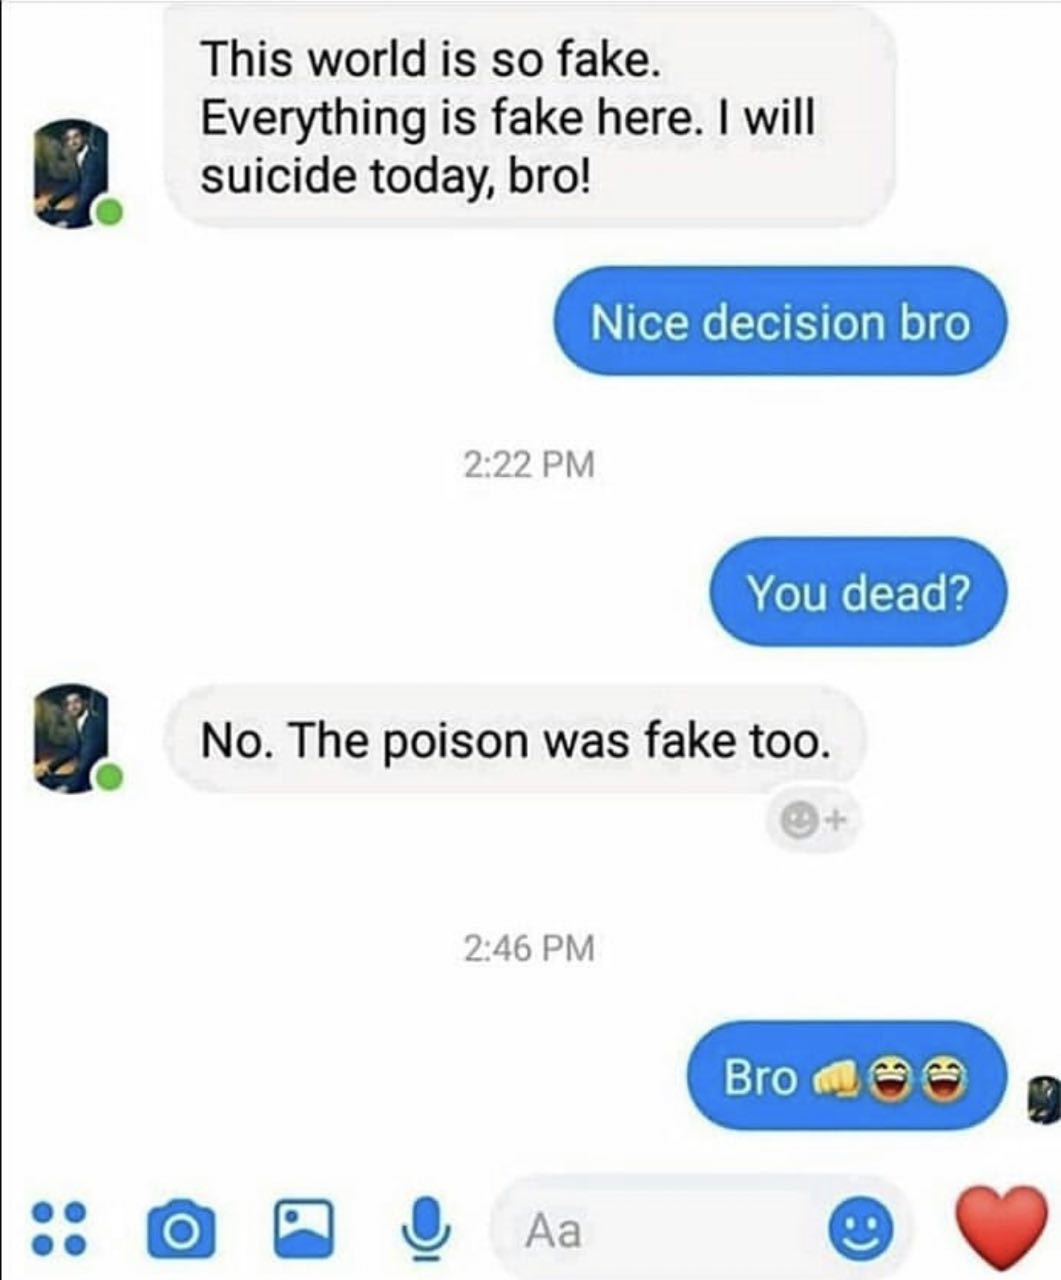 This world is so fake.
Everything is fake here. I will
suicide today, bro!
Nice decision bro
2:22 PM
You dead?
No. The poison was fake too.
2:46 PM
Bro 👊😂😂
Aa